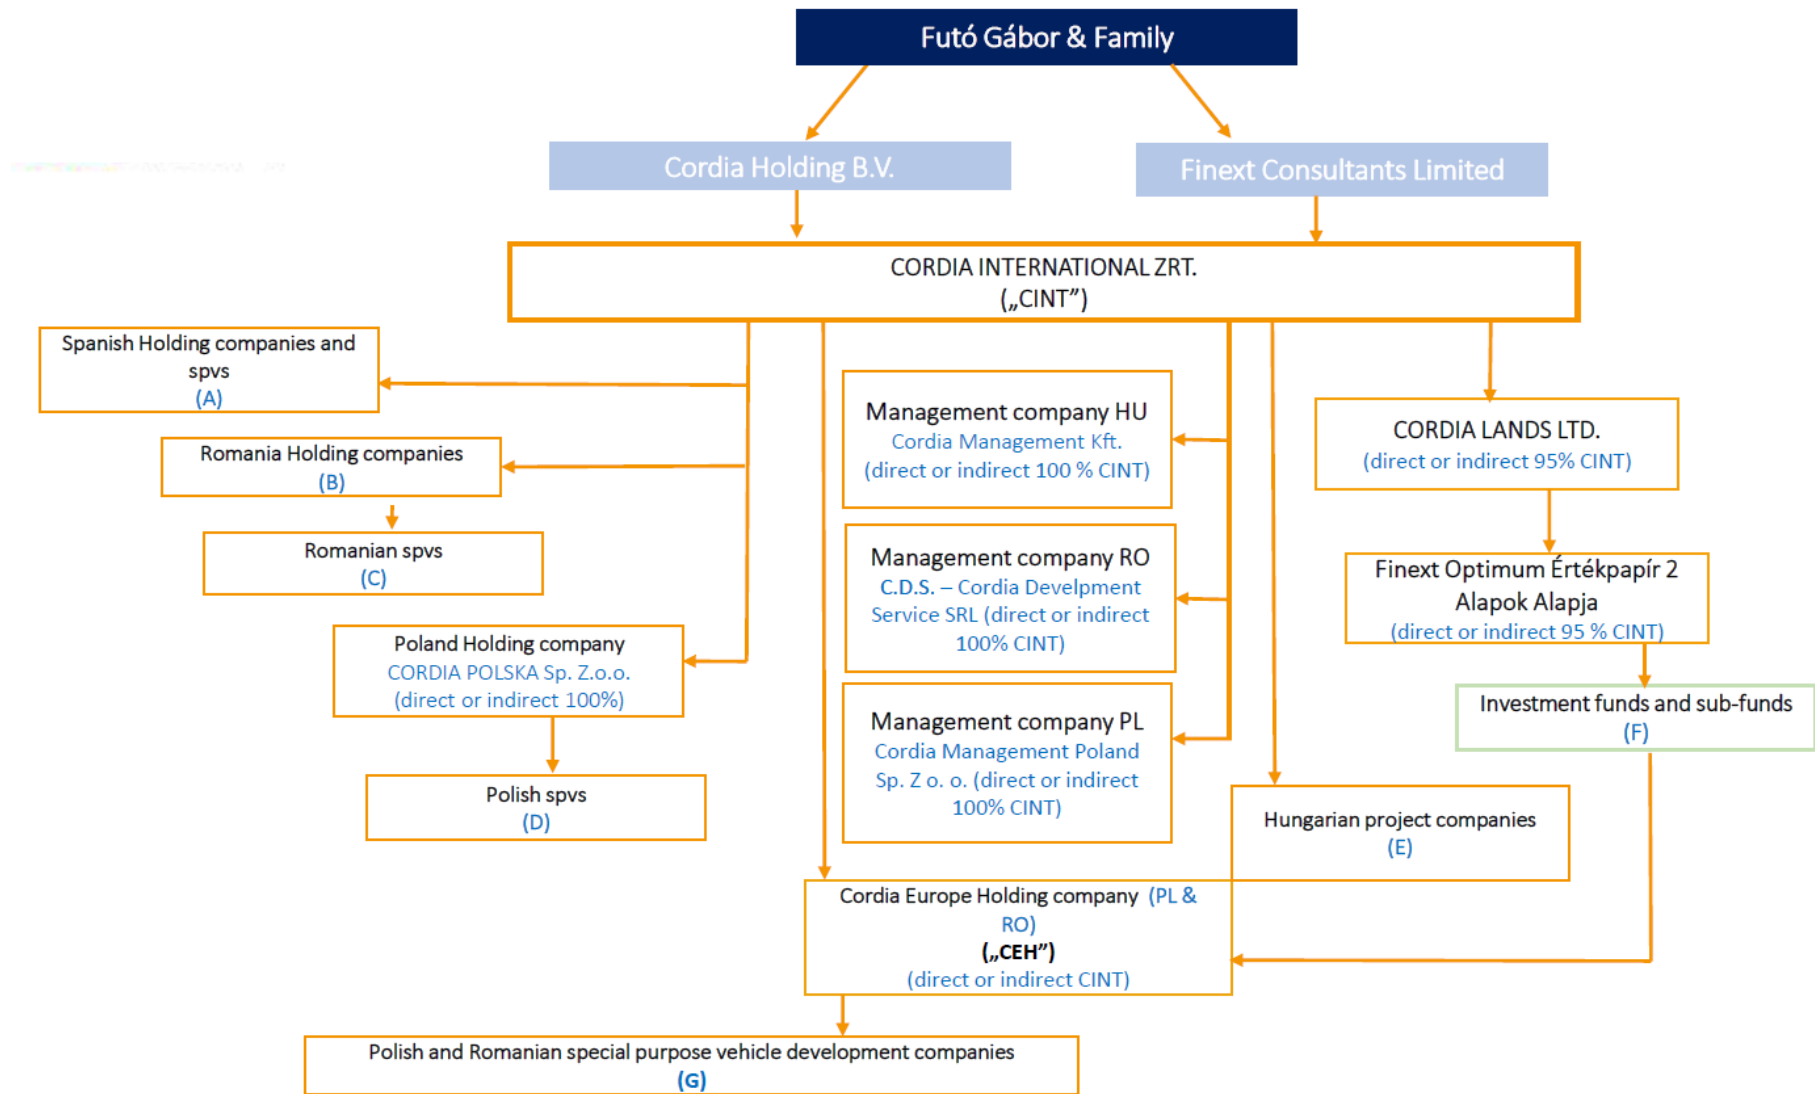 Futó Gábor & Family
Cordia Holding B.V.
Finext Consultants Limited
CORDIA INTERNATIONAL ZRT.
(„CINT”)
Spanish Holding companies and
spvs
(A)
Romania Holding companies
(B)
Romanian spvs
(C)
Poland Holding company
CORDIA POLSKA Sp. Z.o.o.
(direct or indirect 100%)
Polish spvs
(D)
Management company HU
Cordia Management Kft.
(direct or indirect 100 % CINT)
Management company RO
C.D.S. – Cordia Develpment
Service SRL (direct or indirect
100% CINT)
Management company PL
Cordia Management Poland
Sp. Z o. o. (direct or indirect
100% CINT)
CORDIA LANDS LTD.
(direct or indirect 95% CINT)
Finext Optimum Értékpapír 2
Alapok Alapja
(direct or indirect 95 % CINT)
Investment funds and sub-funds
(F)
Hungarian project companies
(E)
Cordia Europe Holding company (PL &
RO)
(„CEH”)
(direct or indirect CINT)
Polish and Romanian special purpose vehicle development companies
(G)